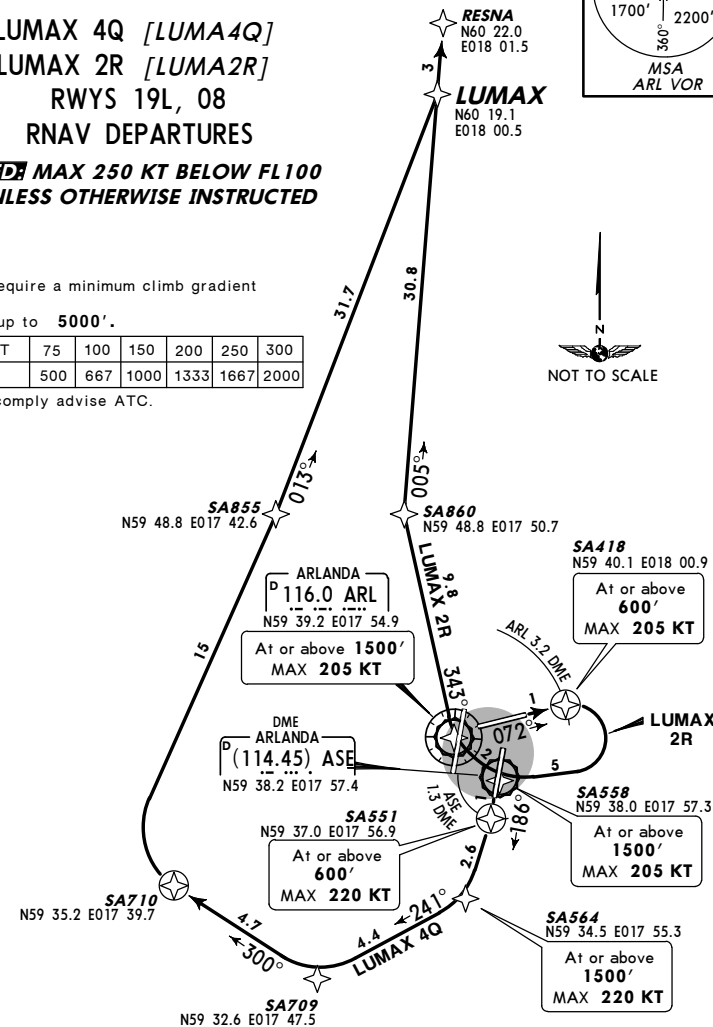 LUMAX 4Q [LUMA4Q]
LUMAX 2R [LUMA2R]
RWYS 19L, 08
RNAV DEPARTURES
MAX 250 KT BELOW FL100
UNLESS OTHERWISE INSTRUCTED
equire a minimum climb gradient
up to 5000'.
T 75 100 150 200 250 300
500 667 1000 1333 1667 2000
comply advise ATC.
RESNA
N60 22.0
E018 01.5
3
LUMAX
N60 19.1
E018 00.5
1700'
2200'
360°
MSA
ARL VOR
31.7
30.8
N
NOT TO SCALE
013°
005°
SA855
N59 48.8 E017 42.6
SA860
N59 48.8 E017 50.7
9.8
LUMAX 2R
343°
15
ARLANDA
D 116.0 ARL
N59 39.2 E017 54.9
At or above 1500'
MAX 205 KT
SA418
N59 40.1 E018 00.9
At or above
600'
MAX 205 KT
ARL 3.2 DME
1
072°
LUMAX
2R
2
5
DME
ARLANDA
D (114.45) ASE
N59 38.2 E017 57.4
ASE
1.3 DME
1
186°
SA558
N59 38.0 E017 57.3
At or above
1500'
MAX 205 KT
SA551
N59 37.0 E017 56.9
At or above
600'
MAX 220 KT
2.6
SA564
N59 34.5 E017 55.3
At or above
1500'
MAX 220 KT
241°
4.4
LUMAX 4Q
SA710
N59 35.2 E017 39.7
4.7
300°
SA709
N59 32.6 E017 47.5